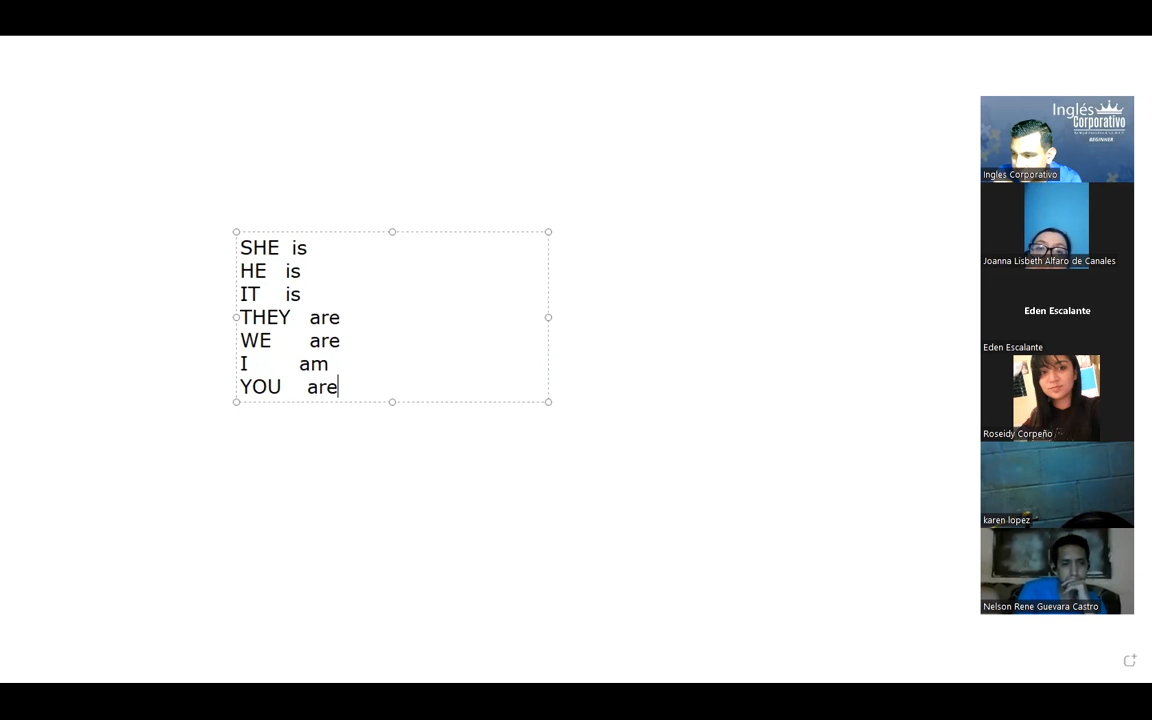 SHE is
HE is
IT is
THEY are
WE are
I am
YOU are
Inglés
Corporativo
BEGINNER
Ingles Corporativo
Joanna Lisbeth Alfaro de Canales
Eden Escalante
Eden Escalante
Roseidy Corpeño
karen lopez
Nelson Rene Guevara Castro